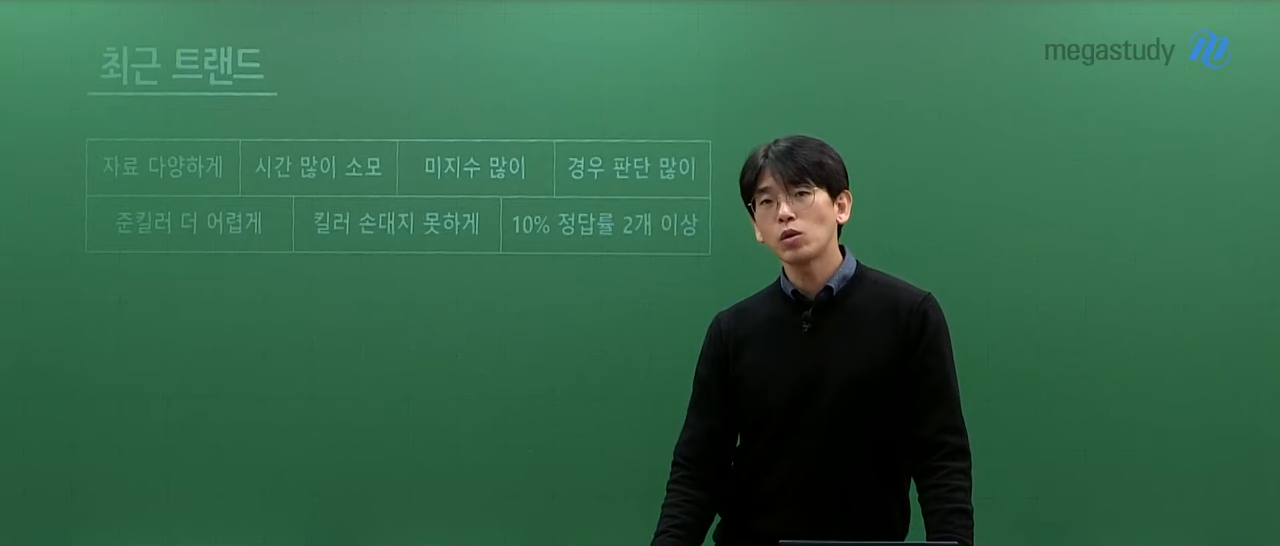 최근 트랜드
megastudy
자료 다양하게 시간 많이 소모 미지수 많이 경우 판단 많이
준킬러 더 어렵게 킬러 손대지 못하게 10% 정답률 2개 이상